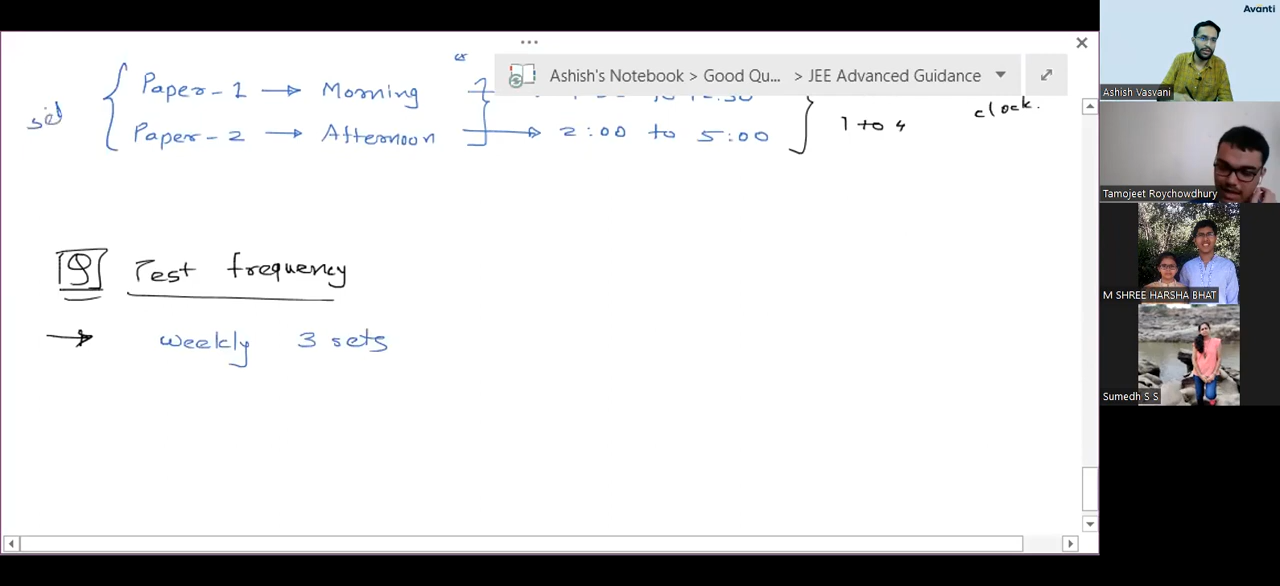 Avanti
Ashish's Notebook > Good Qu... > JEE Advanced Guidance
Ashish Vasvani
set
Paper-1 → Morning
clock.
Paper-2 → Afternoon → 2:00 to 5:00
1 to 4
Tamojeet Roychowdhury
Test frequency
M SHREE HARSHA BHAT
→ weekly 3 sets
Sumedh S S